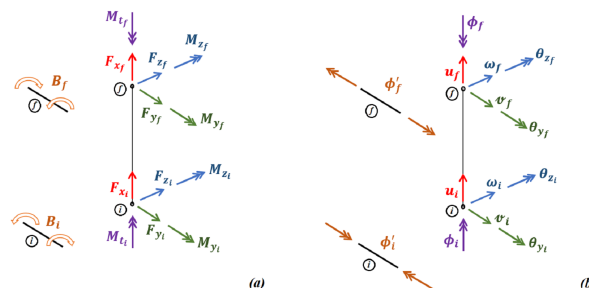 M_{t_f}
F_{x_f} F_{z_f} M_{z_f}
B_f
f f
F_{y_f} M_{y_f}
F_{x_i} F_{z_i} M_{z_i}
B_i
i i
M_{t_i} F_{y_i} M_{y_i}
(a)
ϕ_f
u_f ω_f θ_{z_f}
ϕ′_f
f f
v_f θ_{y_f}
u_i ω_i θ_{z_i}
ϕ′_i
i i
ϕ_i v_i θ_{y_i}
(b